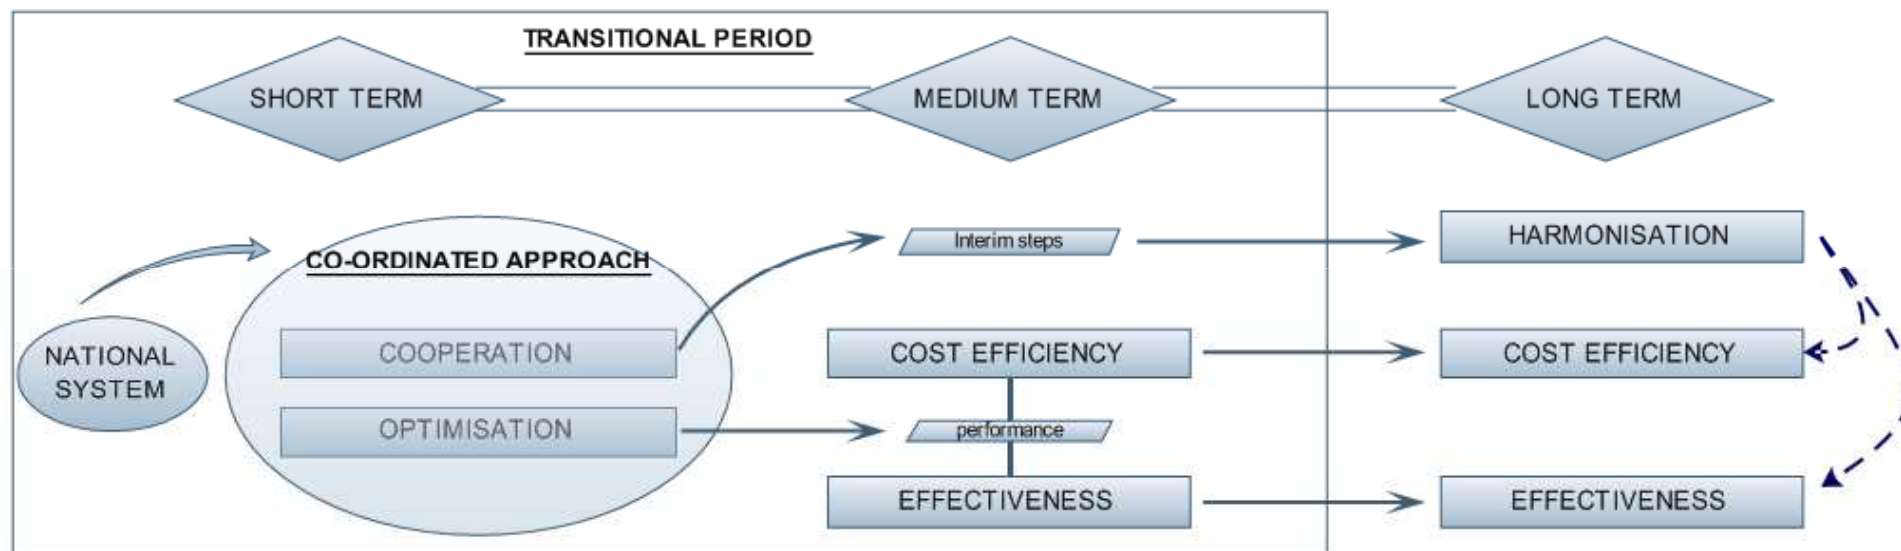 TRANSITIONAL PERIOD
SHORT TERM
MEDIUM TERM
LONG TERM
CO-ORDINATED APPROACH
Interim steps
HARMONISATION
NATIONAL
SYSTEM
COOPERATION
COST EFFICIENCY
COST EFFICIENCY
OPTIMISATION
performance
EFFECTIVENESS
EFFECTIVENESS